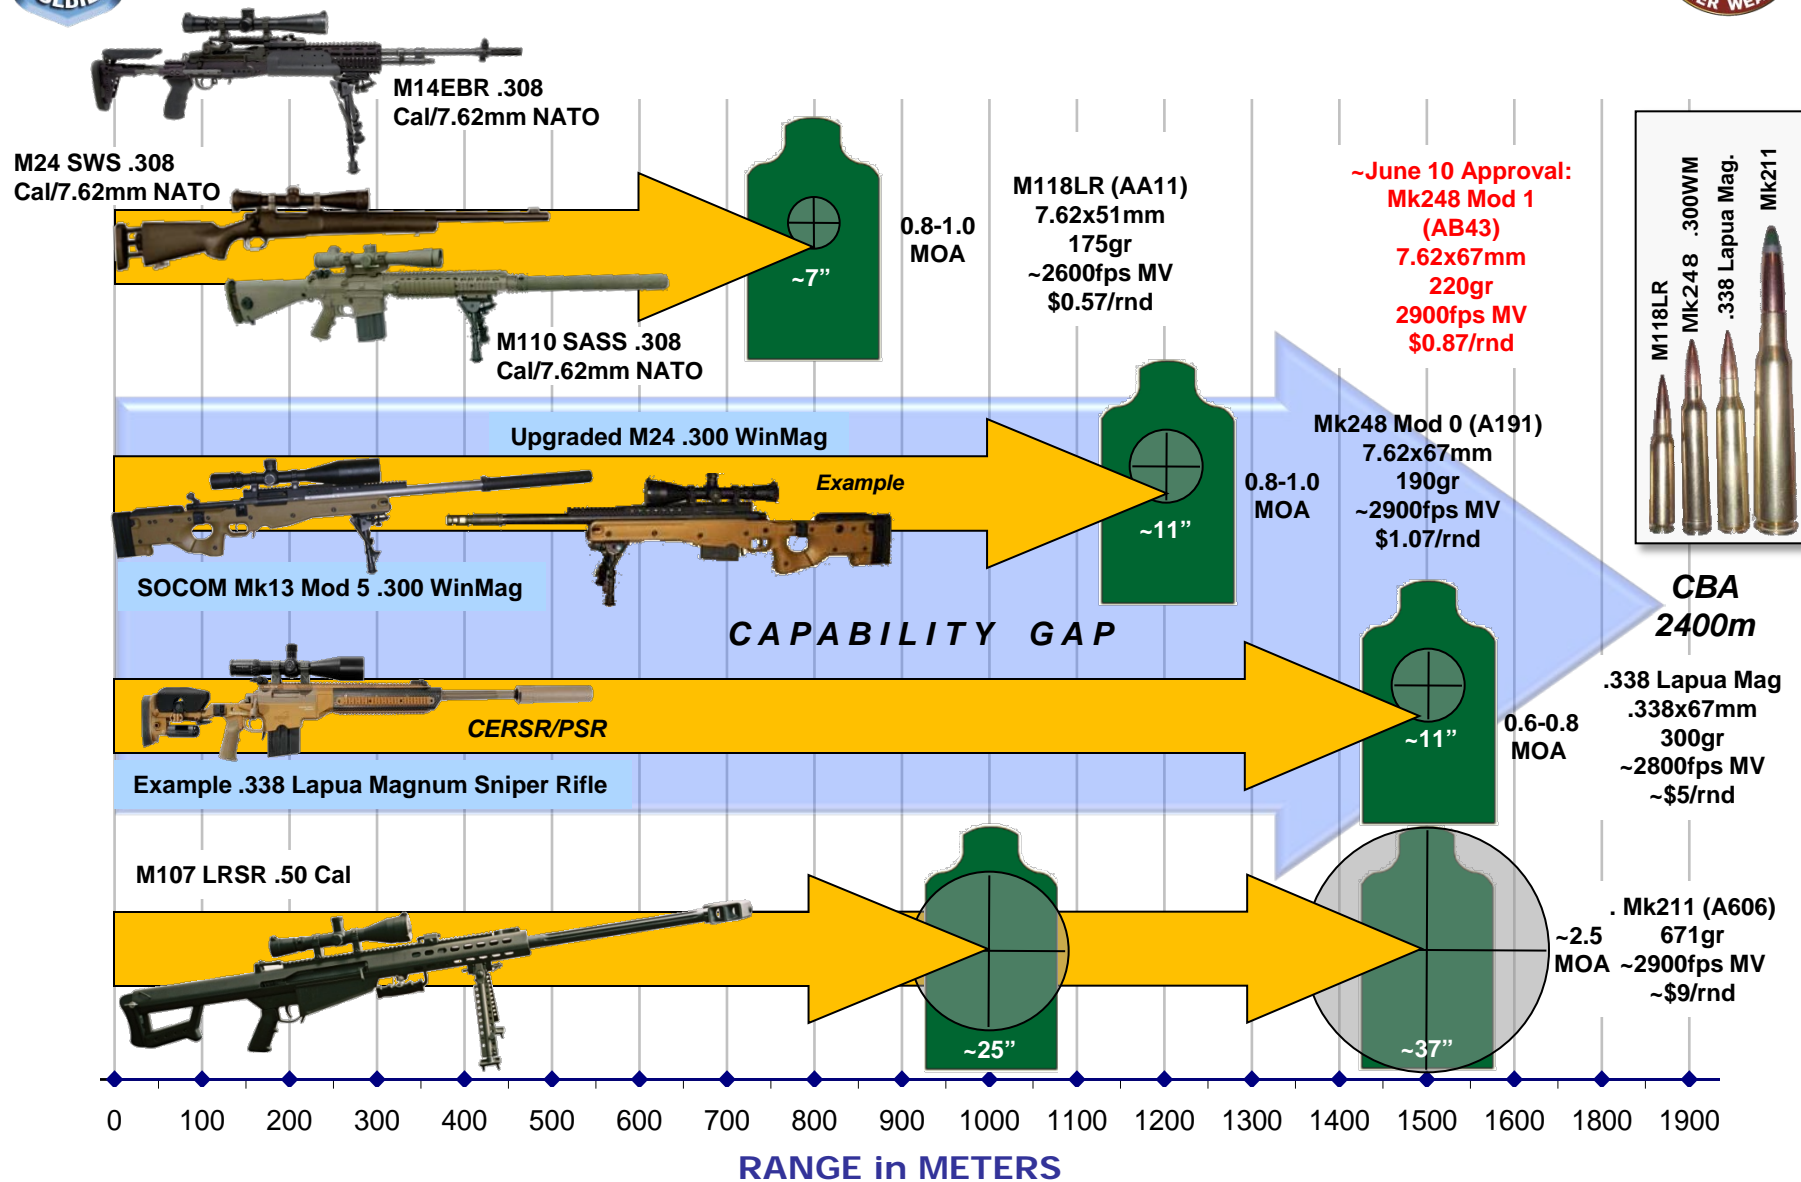 ER WEA
M14EBR .308
Cal/7.62mm NATO
M24 SWS .308
Cal/7.62mm NATO
M110 SASS .308
Cal/7.62mm NATO
~7”
0.8-1.0
MOA
M118LR (AA11)
7.62x51mm
175gr
~2600fps MV
$0.57/rnd
~June 10 Approval:
Mk248 Mod 1
(AB43)
7.62x67mm
220gr
2900fps MV
$0.87/rnd
M118LR
Mk248 .300WM
.338 Lapua Mag.
Mk211
Upgraded M24 .300 WinMag
Example
SOCOM Mk13 Mod 5 .300 WinMag
~11”
0.8-1.0
MOA
Mk248 Mod 0 (A191)
7.62x67mm
190gr
~2900fps MV
$1.07/rnd
CAPABILITY GAP
CBA
2400m
CERSR/PSR
Example .338 Lapua Magnum Sniper Rifle
~11”
0.6-0.8
MOA
.338 Lapua Mag
.338x67mm
300gr
~2800fps MV
~$5/rnd
M107 LRSR .50 Cal
~25”
~37”
~2.5
MOA
. Mk211 (A606)
671gr
~2900fps MV
~$9/rnd
0 100 200 300 400 500 600 700 800 900 1000 1100 1200 1300 1400 1500 1600 1800 1900
RANGE in METERS